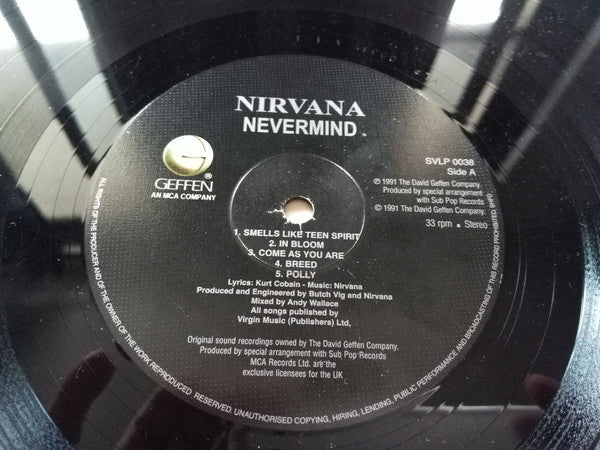 NIRVANA
NEVERMIND
GEFFEN ®
AN MCA COMPANY
SVLP 0038
Side A
℗ 1991 The David Geffen Company.
Produced by special arrangement
with Sub Pop Records
© 1991 The David Geffen Company.
33 rpm • Stereo
1. SMELLS LIKE TEEN SPIRIT
2. IN BLOOM
3. COME AS YOU ARE
4. BREED
5. POLLY
Lyrics: Kurt Cobain - Music: Nirvana
Produced and Engineered by Butch Vig and Nirvana
Mixed by Andy Wallace
All songs published by
Virgin Music (Publishers) Ltd,
Original sound recordings owned by The David Geffen Company.
Produced by special arrangement with Sub Pop Records
MCA Records Ltd. are the
exclusive licensees for the UK
ALL RIGHTS OF THE PRODUCER AND OF THE OWNER OF THE WORK REPRODUCED RESERVED. UNAUTHORISED COPYING, HIRING, LENDING, PUBLIC PERFORMANCE AND BROADCASTING OF THIS RECORD PROHIBITED.